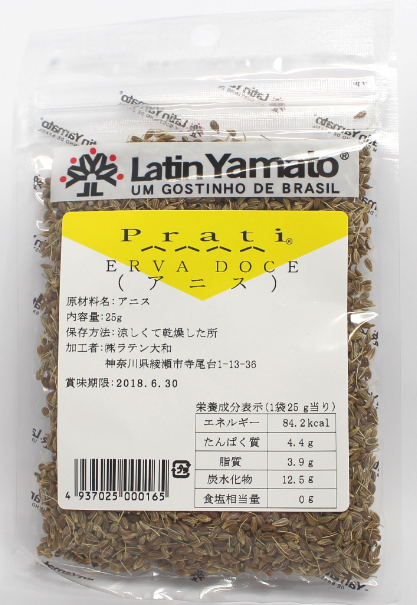 Latin Yamato®
UM GOSTINHO DE BRASIL
Prati®
ERVA DOCE
(アニス)
原材料名:アニス
内容量:25g
保存方法:涼しくて乾燥した所
加工者:㈱ラテン大和
神奈川県綾瀬市寺尾台1-13-36
賞味期限:2018.6.30
栄養成分表示(1袋25g当り)
エネルギー 84.2kcal
たんぱく質 4.4g
脂質 3.9g
炭水化物 12.5g
食塩相当量 0g
4 937025 000165